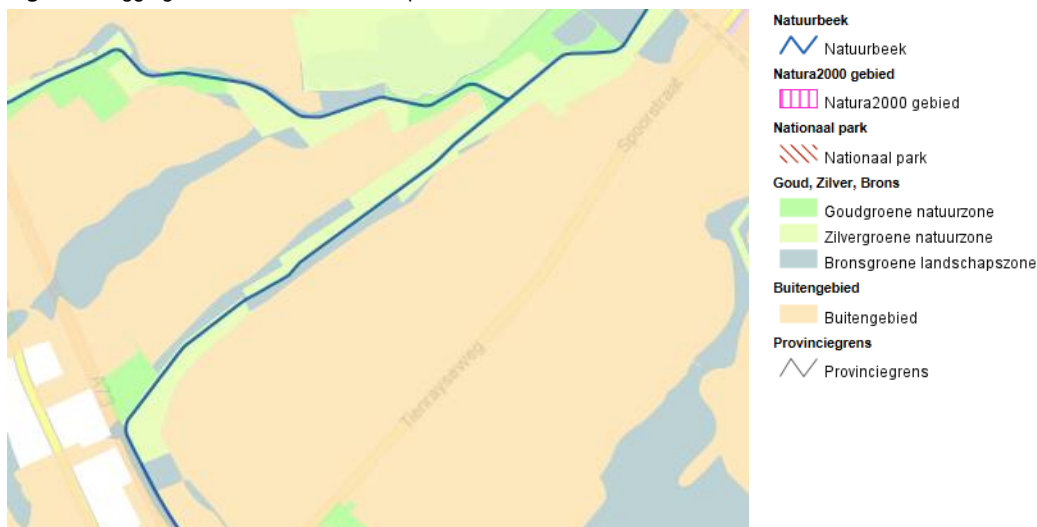 Spoorstraat
A73
Tienrayseweg
Natuurbeek
Natuurbeek
Natura2000 gebied
Natura2000 gebied
Nationaal park
Nationaal park
Goud, Zilver, Brons
Goudgroene natuurzone
Zilvergroene natuurzone
Bronsgroene landschapszone
Buitengebied
Buitengebied
Provinciegrens
Provinciegrens